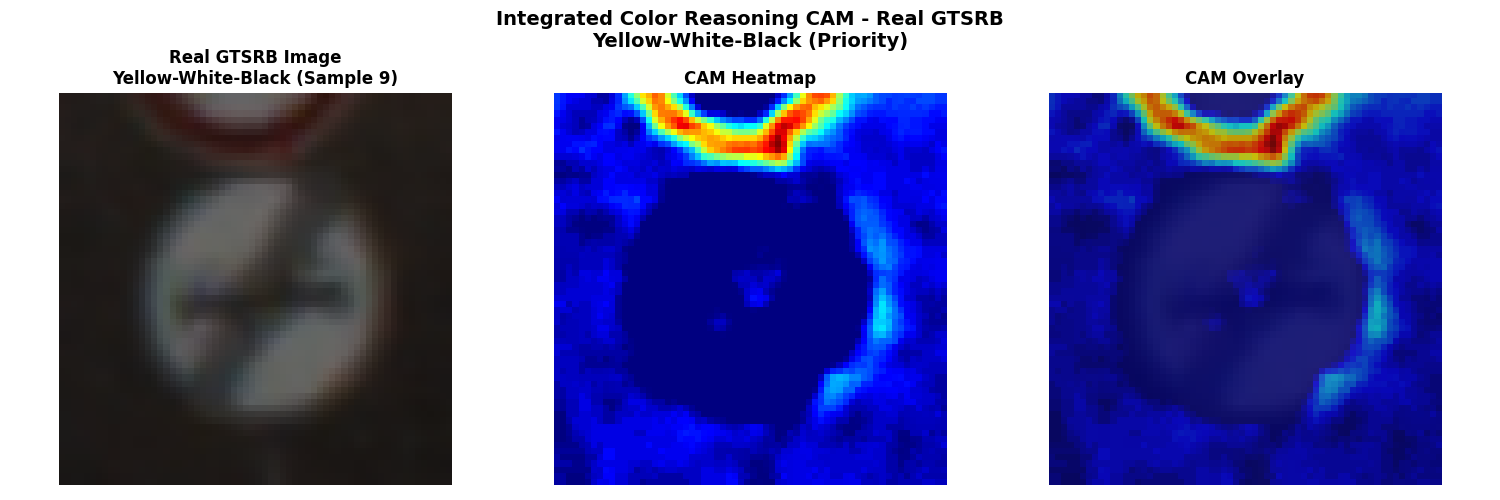 Integrated Color Reasoning CAM - Real GTSRB
Yellow-White-Black (Priority)
Real GTSRB Image
Yellow-White-Black (Sample 9)
CAM Heatmap
CAM Overlay